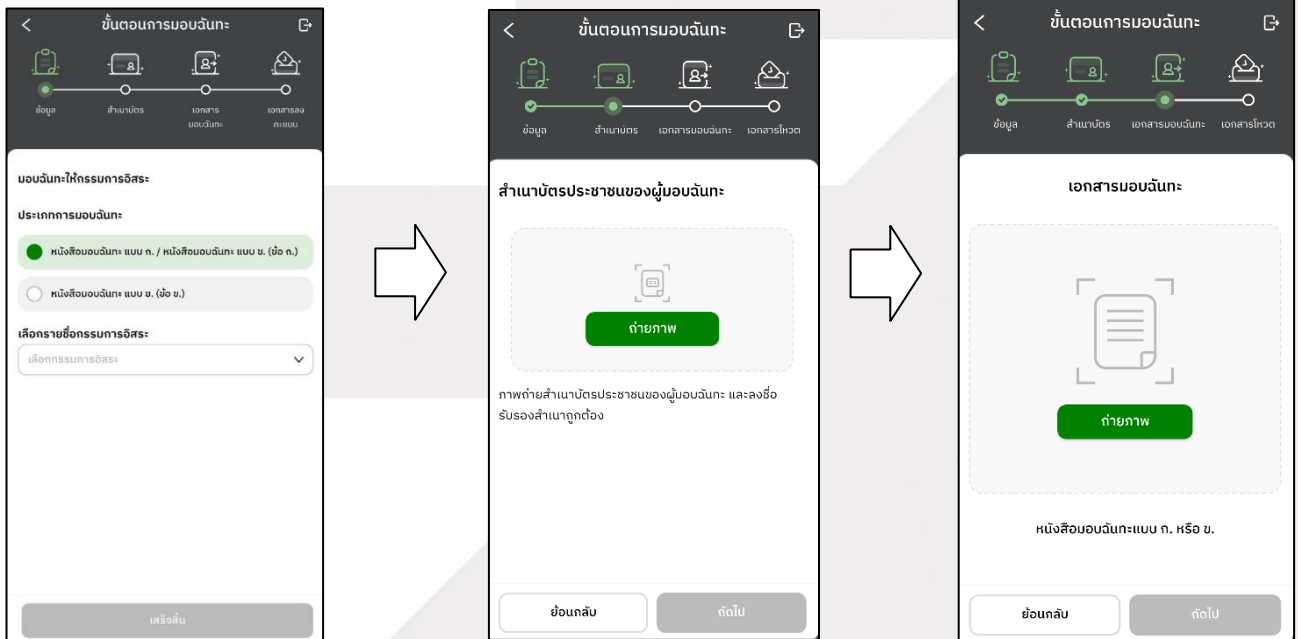 ขั้นตอนการมอบฉันทะ
ข้อมูล
สำเนาบัตร
เอกสาร
มอบฉันทะ
เอกสารลง
คะแนน
มอบฉันทะให้กรรมการอิสระ
ประเภทการมอบฉันทะ
หนังสือมอบฉันทะ แบบ ก. / หนังสือมอบฉันทะ แบบ ข. (ข้อ ก.)
หนังสือมอบฉันทะ แบบ ข. (ข้อ ข.)
เลือกรายชื่อกรรมการอิสระ
เลือกกรรมการอิสระ
เสร็จสิ้น
ขั้นตอนการมอบฉันทะ
ข้อมูล
สำเนาบัตร
เอกสารมอบฉันทะ
เอกสารโหวต
สำเนาบัตรประชาชนของผู้มอบฉันทะ
ถ่ายภาพ
ภาพถ่ายสำเนาบัตรประชาชนของผู้มอบฉันทะ และลงชื่อ
รับรองสำเนาถูกต้อง
ย้อนกลับ
ถัดไป
ขั้นตอนการมอบฉันทะ
ข้อมูล
สำเนาบัตร
เอกสารมอบฉันทะ
เอกสารโหวต
เอกสารมอบฉันทะ
ถ่ายภาพ
หนังสือมอบฉันทะแบบ ก. หรือ ข.
ย้อนกลับ
ถัดไป